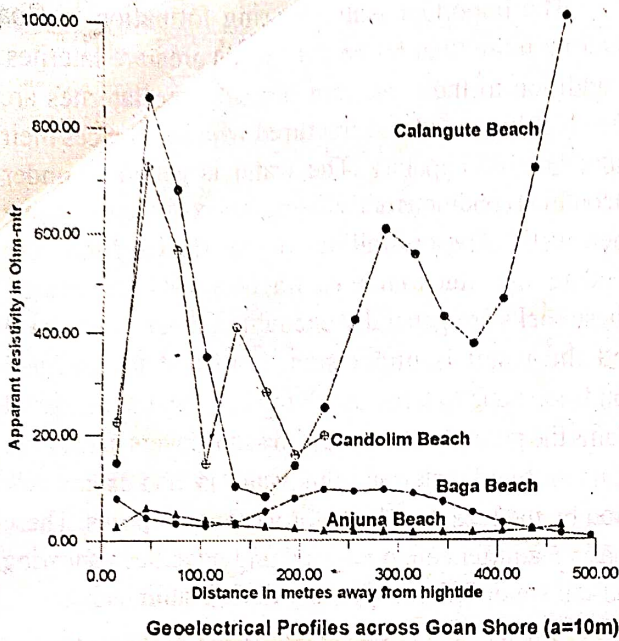 1000.00
800.00
600.00
400.00
200.00
0.00
Apparant resistivity in Ohm-mtr
Calangute Beach
Candolim Beach
Baga Beach
Anjuna Beach
0.00 100.00 200.00 300.00 400.00 500.00
Distance in metres away from hightide
Geoelectrical Profiles across Goan Shore (a=10m)